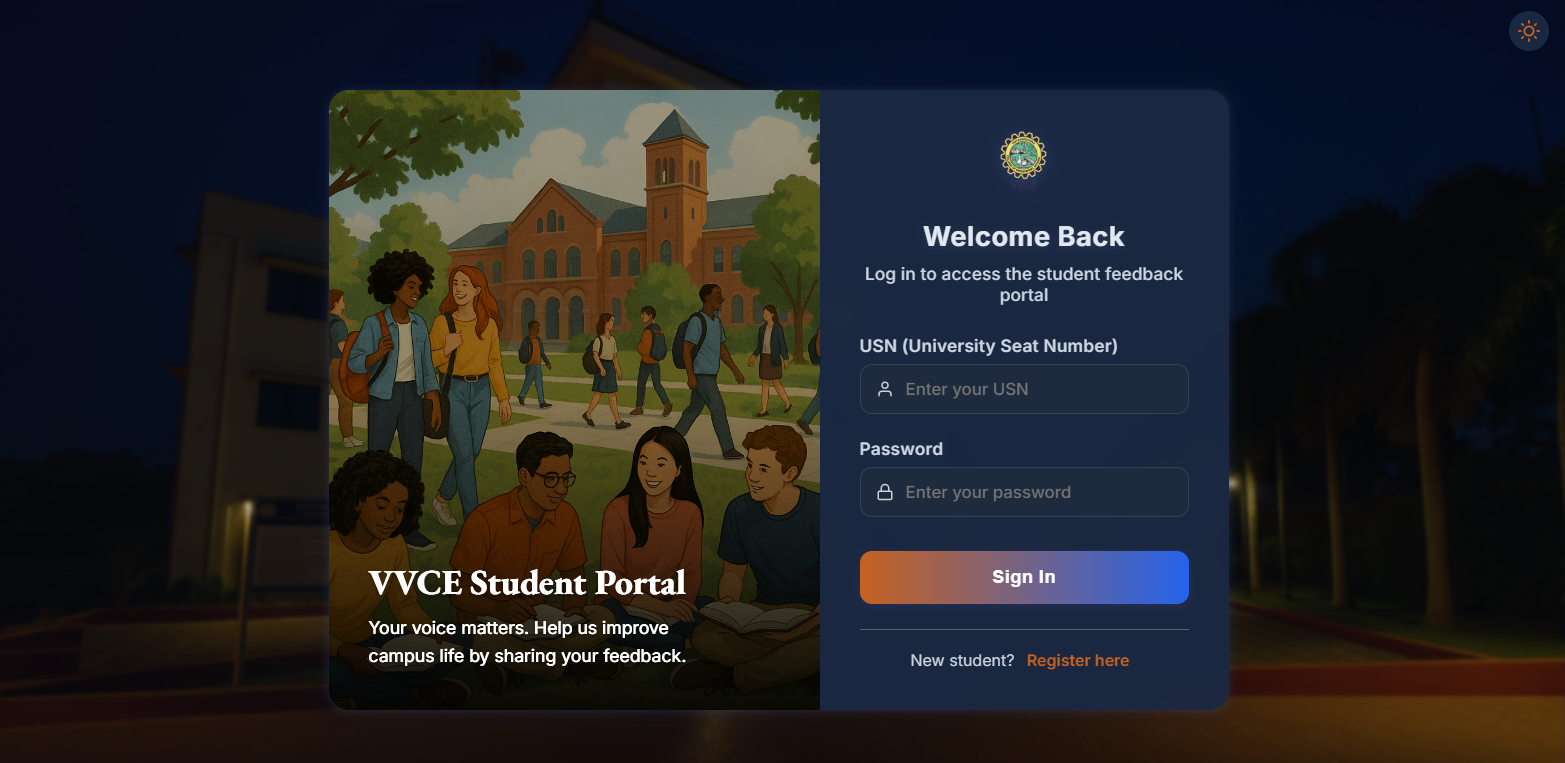 Welcome Back
Log in to access the student feedback
portal
USN (University Seat Number)
Enter your USN
Password
Enter your password
Sign In
New student? Register here
VVCE Student Portal
Your voice matters. Help us improve
campus life by sharing your feedback.